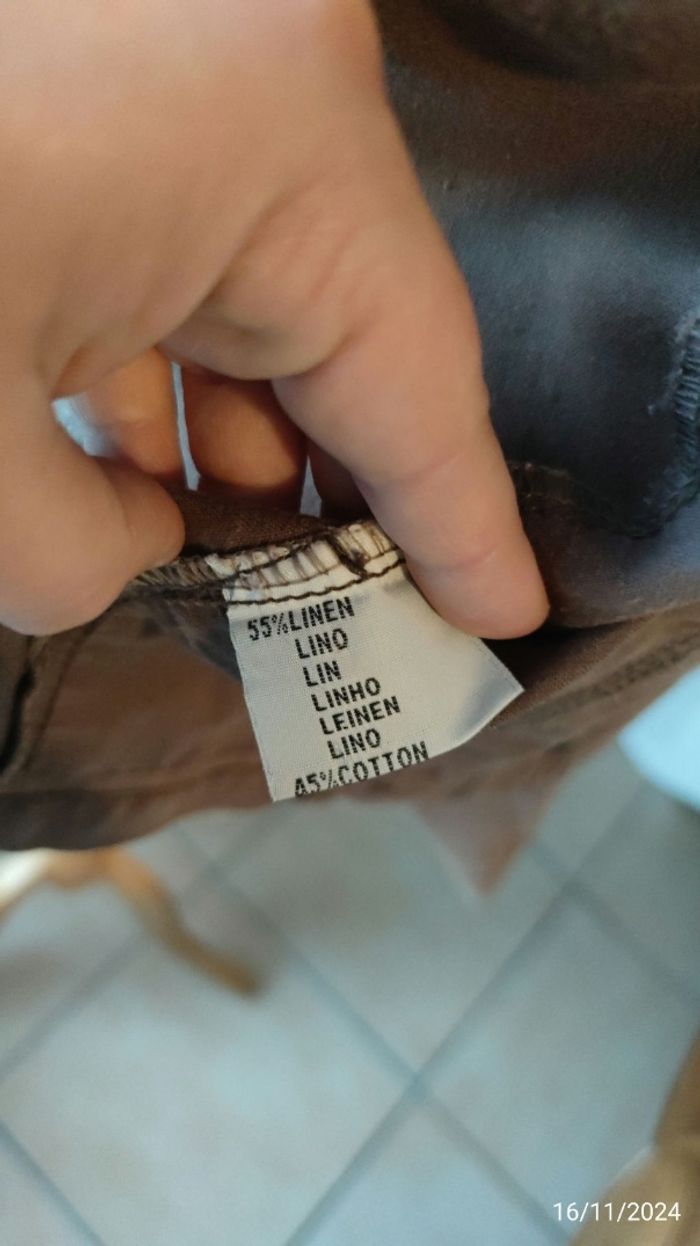 55%LINEN
LINO
LIN
LINHO
LEINEN
LINO
45%COTTON
16/11/2024